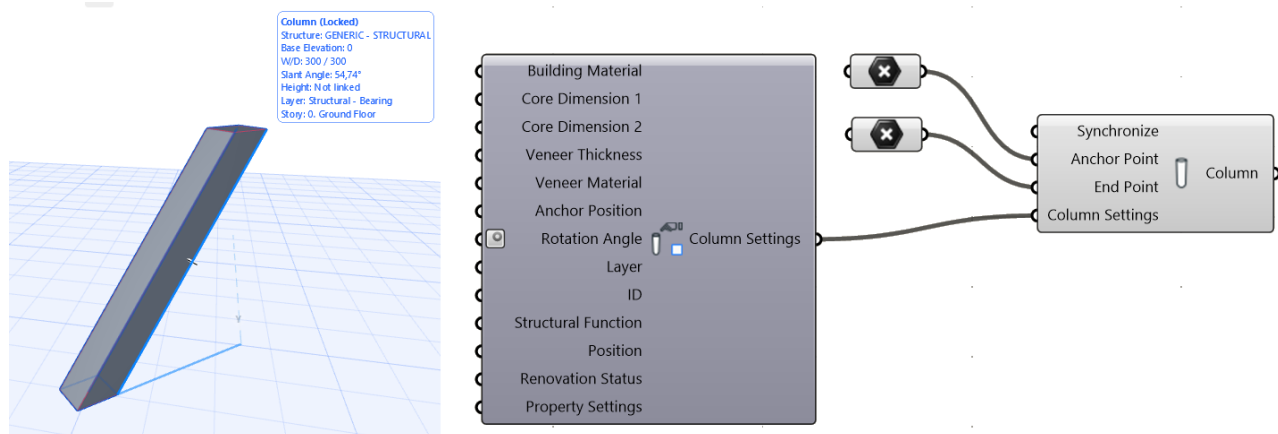 Column (Locked)
Structure: GENERIC - STRUCTURAL
Base Elevation: 0
W/D: 300 / 300
Slant Angle: 54,74°
Height: Not linked
Layer: Structural - Bearing
Story: 0. Ground Floor
Building Material
Core Dimension 1
Core Dimension 2
Veneer Thickness
Veneer Material
Anchor Position
Rotation Angle
Layer
ID
Structural Function
Position
Renovation Status
Property Settings
Column Settings
Synchronize
Anchor Point
End Point
Column Settings
Column